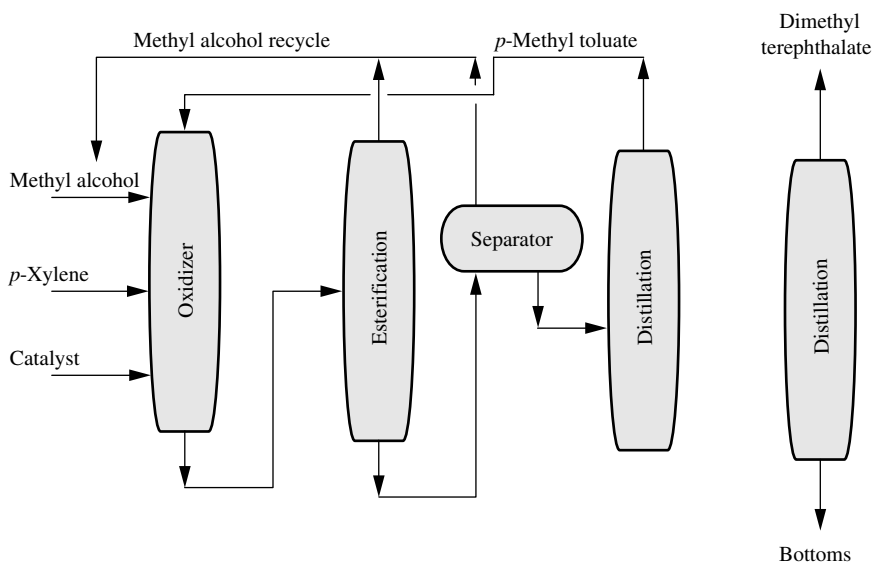 Methyl alcohol recycle
p-Methyl toluate
Dimethyl
terephthalate
Methyl alcohol
p-Xylene
Catalyst
Oxidizer
Esterification
Separator
Distillation
Distillation
Bottoms